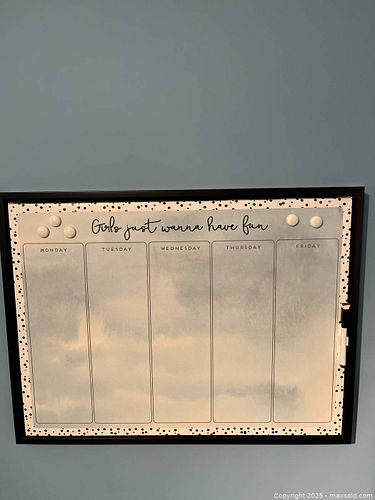 Girls just wanna have fun
MONDAY TUESDAY WEDNESDAY THURSDAY FRIDAY
Copyright 2025 - maxsold.com